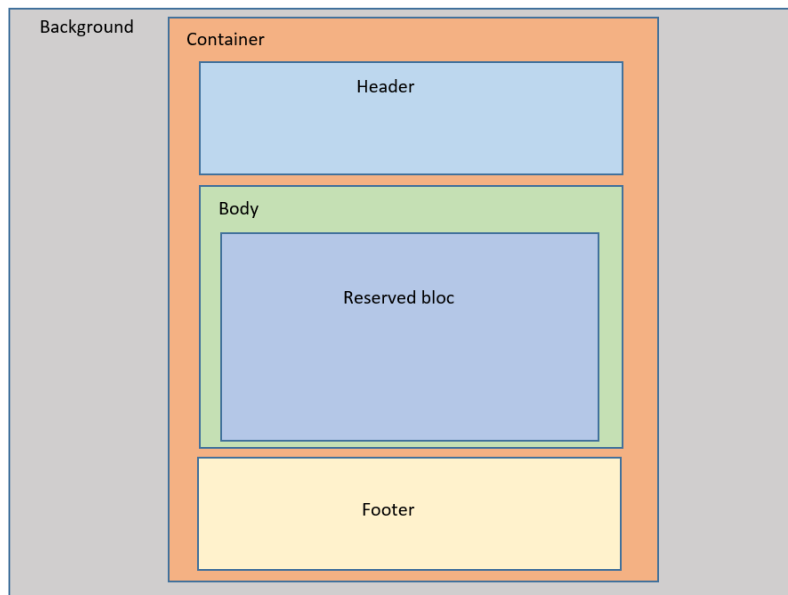 Background
Container
Header
Body
Reserved bloc
Footer